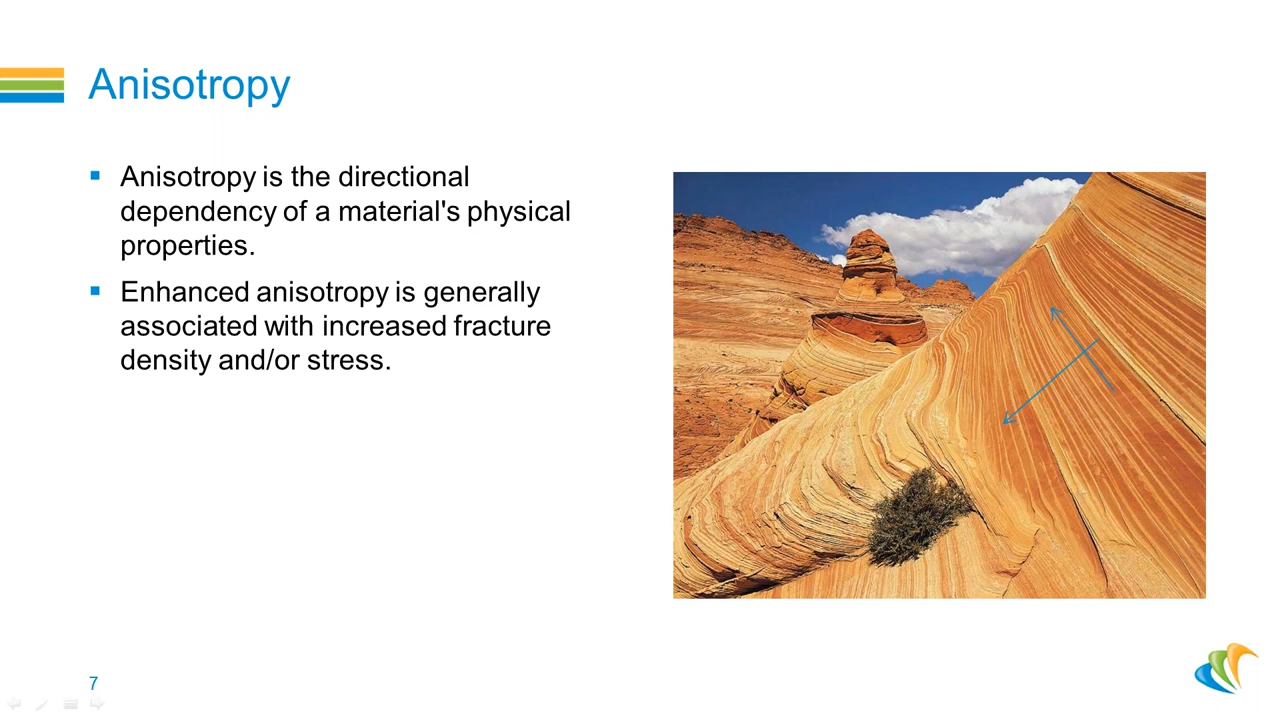 Anisotropy
Anisotropy is the directional
dependency of a material's physical
properties.
Enhanced anisotropy is generally
associated with increased fracture
density and/or stress.
7